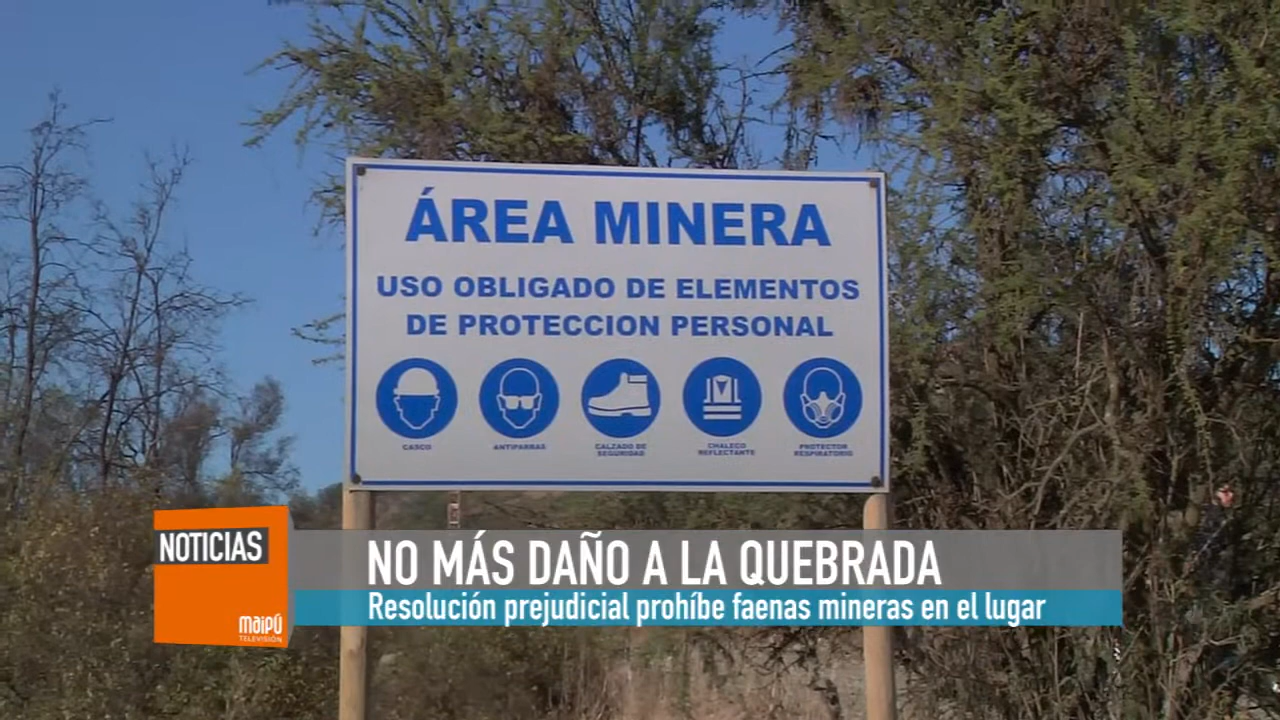 ÁREA MINERA
USO OBLIGADO DE ELEMENTOS
DE PROTECCION PERSONAL
CASCO
ANTIPARRAS
CALZADO DE
SEGURIDAD
CHALECO
REFLECTANTE
PROTECTOR
RESPIRATORIO
NOTICIAS
MAIPÚ
TELEVISIÓN
NO MÁS DAÑO A LA QUEBRADA
Resolución prejudicial prohíbe faenas mineras en el lugar